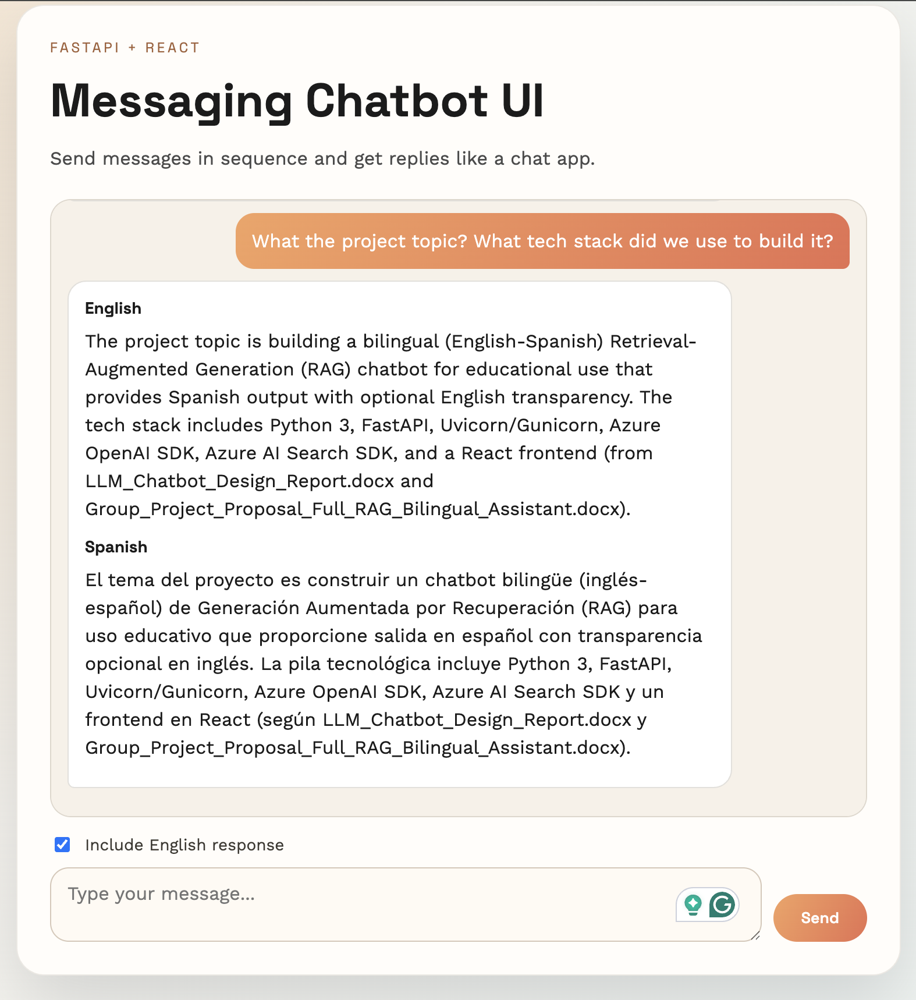 FASTAPI + REACT
Messaging Chatbot UI
Send messages in sequence and get replies like a chat app.
What the project topic? What tech stack did we use to build it?
English
The project topic is building a bilingual (English-Spanish) Retrieval-
Augmented Generation (RAG) chatbot for educational use that
provides Spanish output with optional English transparency. The
tech stack includes Python 3, FastAPI, Uvicorn/Gunicorn, Azure
OpenAI SDK, Azure AI Search SDK, and a React frontend (from
LLM_Chatbot_Design_Report.docx and
Group_Project_Proposal_Full_RAG_Bilingual_Assistant.docx).
Spanish
El tema del proyecto es construir un chatbot bilingüe (inglés-
español) de Generación Aumentada por Recuperación (RAG) para
uso educativo que proporcione salida en español con transparencia
opcional en inglés. La pila tecnológica incluye Python 3, FastAPI,
Uvicorn/Gunicorn, Azure OpenAI SDK, Azure AI Search SDK y un
frontend en React (según LLM_Chatbot_Design_Report.docx y
Group_Project_Proposal_Full_RAG_Bilingual_Assistant.docx).
Include English response
Type your message...
Send